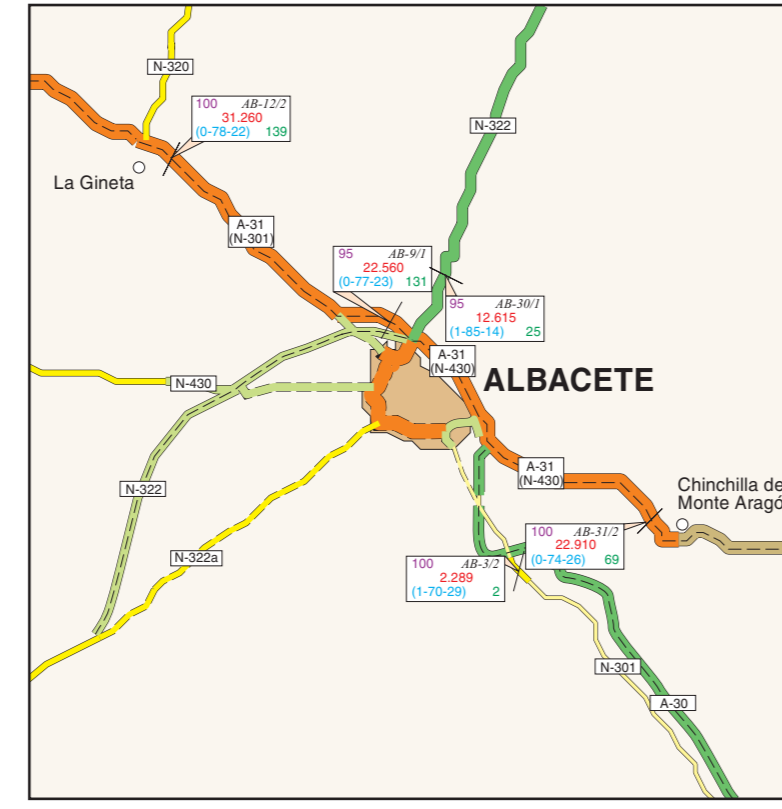 N-320
100 AB-12/2
31.260
(0-78-22) 139
N-322
La Gineta
A-31
(N-301)
95 AB-9/1
22.560
(0-77-23) 131
95 AB-30/1
12.615
(1-85-14) 25
A-31
(N-430)
ALBACETE
N-430
A-31
(N-430)
Chinchilla de
Monte Aragó
N-322
100 AB-31/2
22.910
(0-74-26) 69
N-322a
100 AB-3/2
2.289
(1-70-29) 2
N-301
A-30